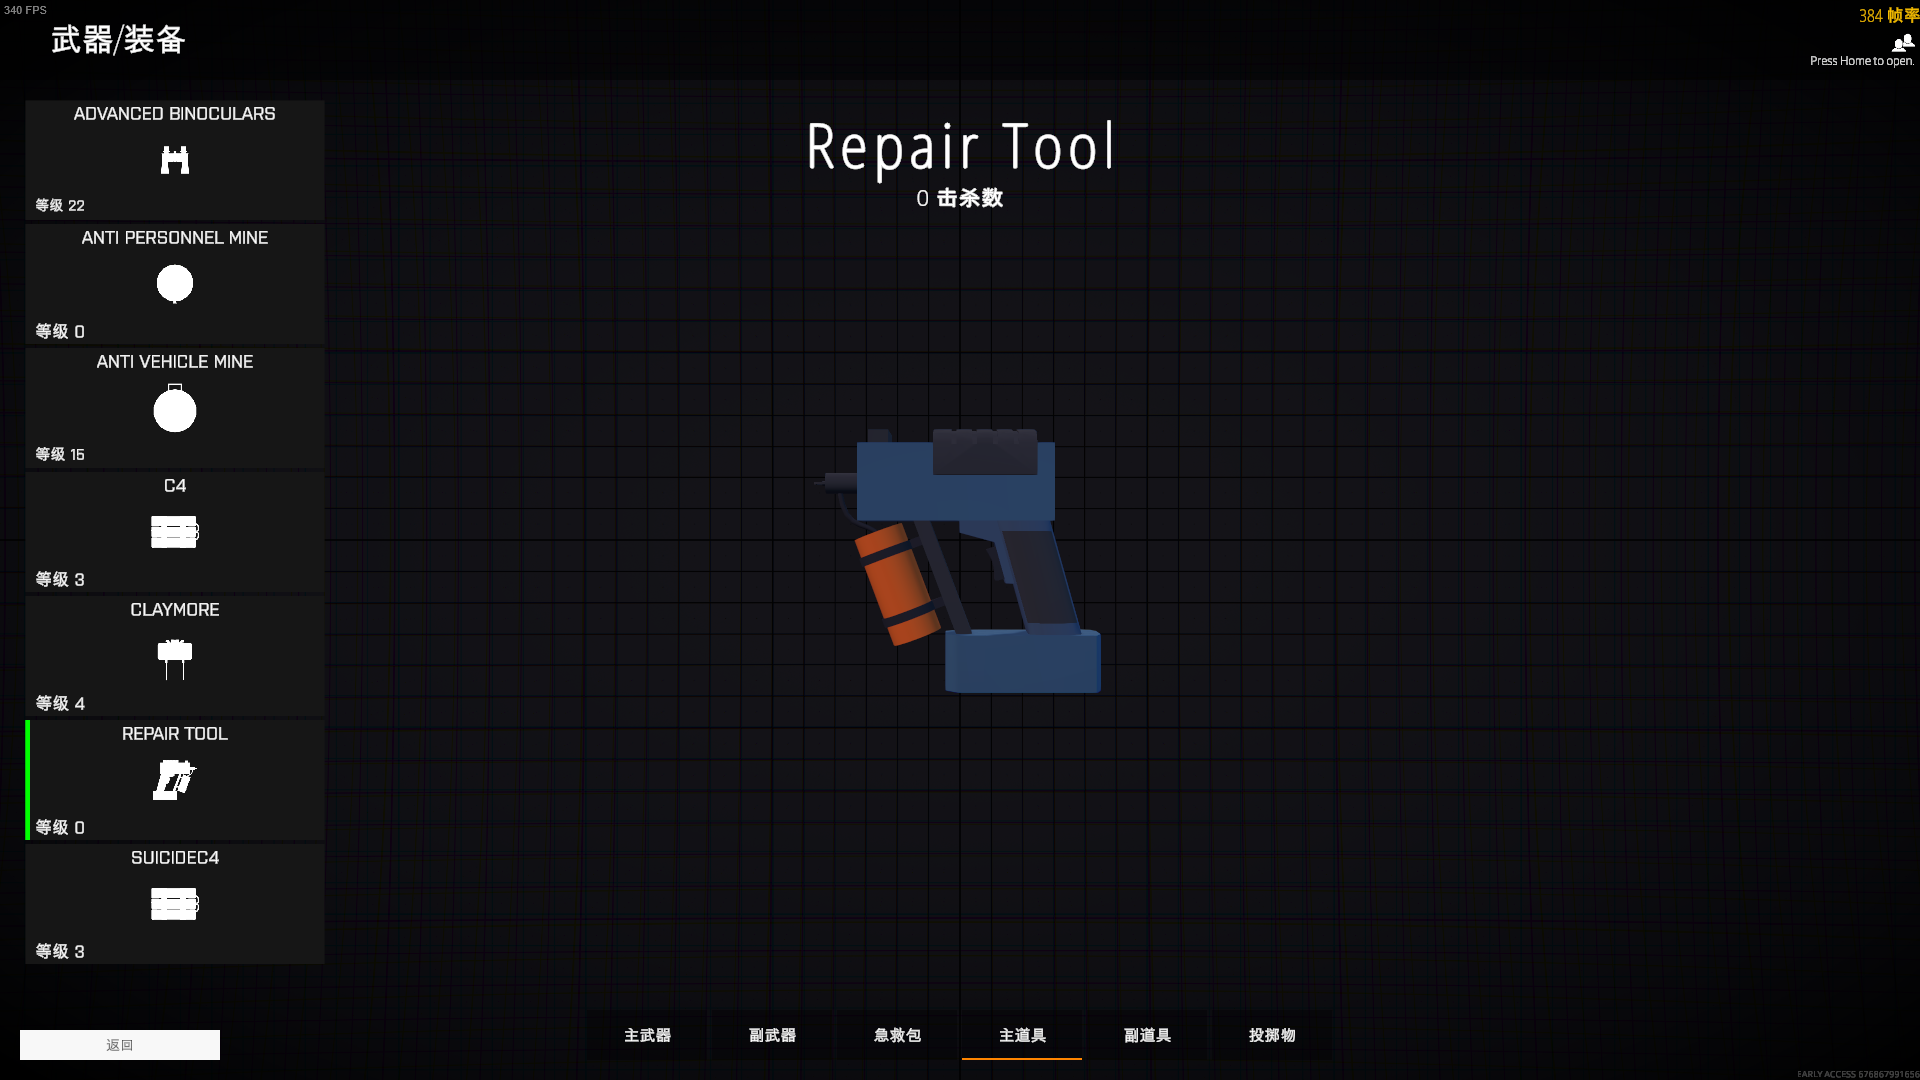 340 FPS
384 帧率
武器/装备
Press Home to open.
ADVANCED BINOCULARS
等级 22
ANTI PERSONNEL MINE
等级 0
ANTI VEHICLE MINE
等级 15
C4
等级 3
CLAYMORE
等级 4
REPAIR TOOL
等级 0
SUICIDEC4
等级 3
Repair Tool
0 击杀数
主武器
副武器
急救包
主道具
副道具
投掷物
返回
EARLY ACCESS 676867991656